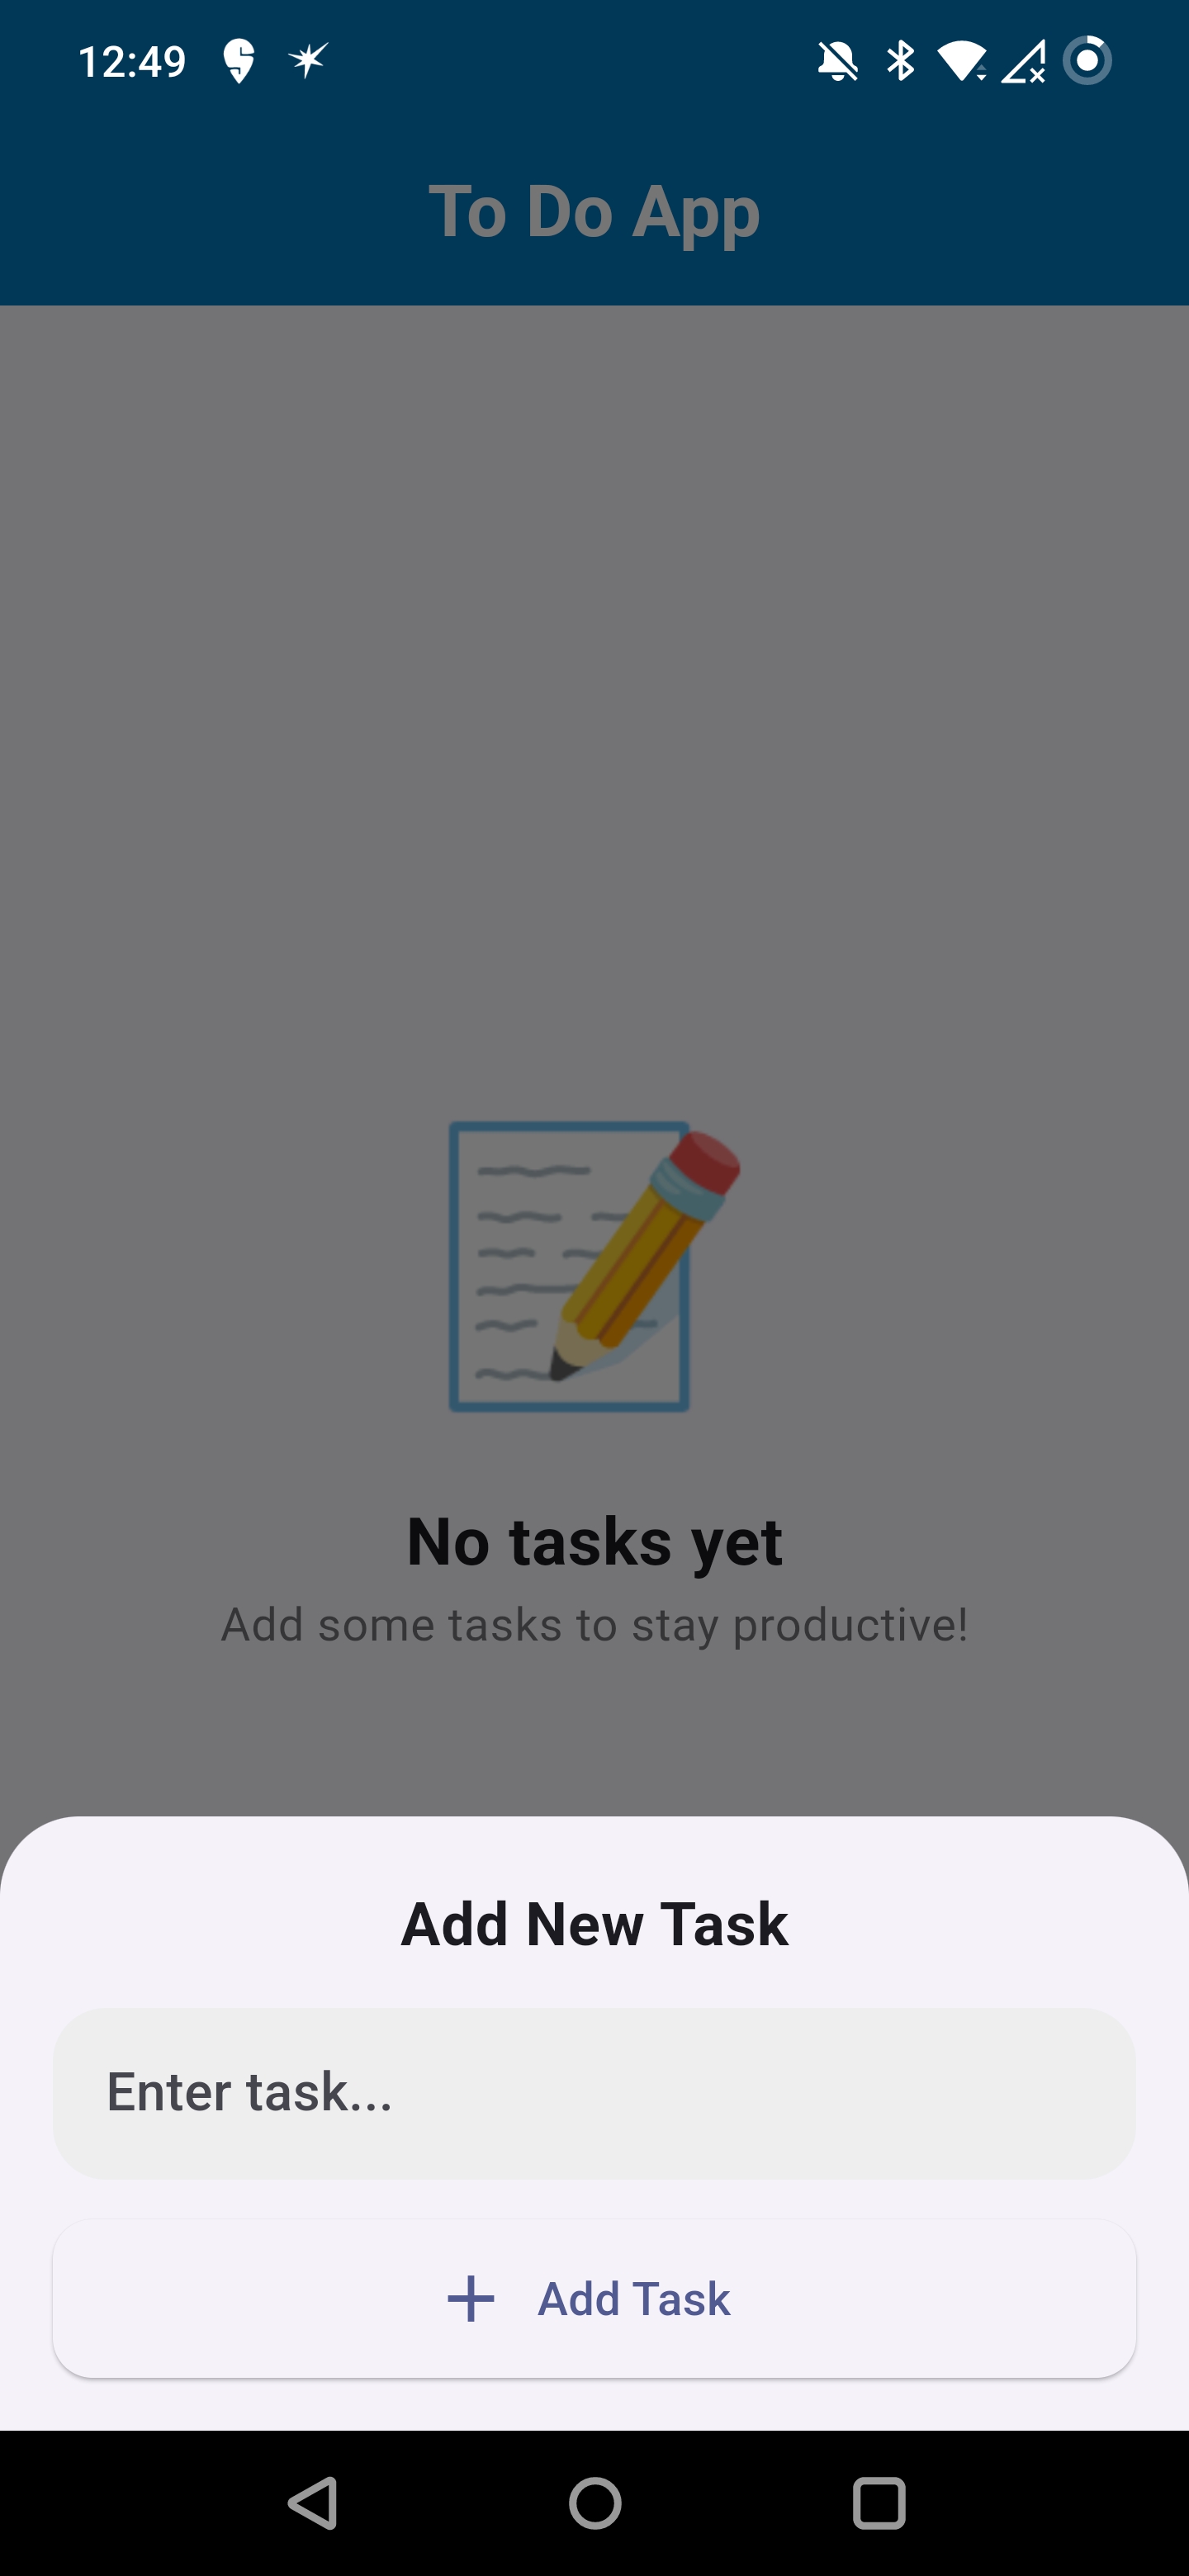 12:49
To Do App
No tasks yet
Add some tasks to stay productive!
Add New Task
Enter task...
Add Task